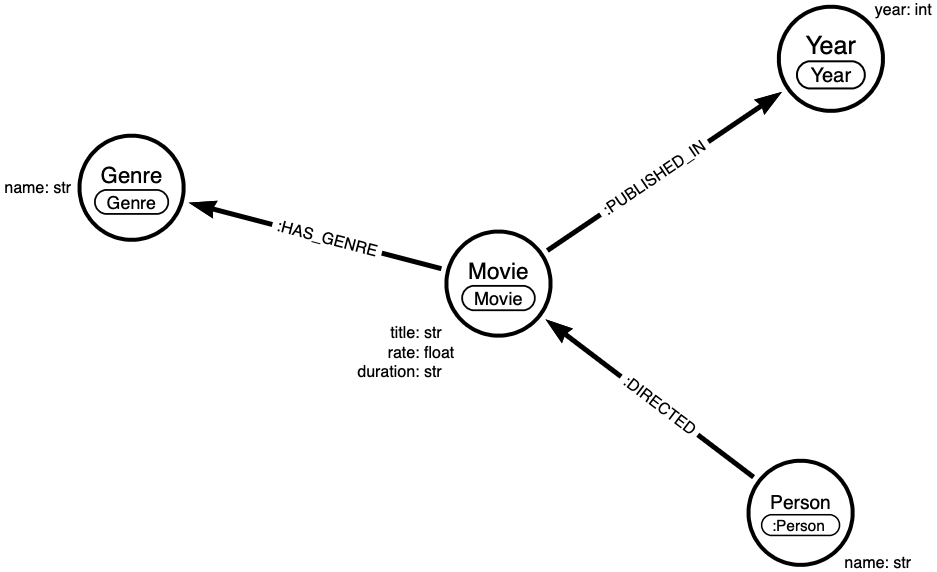 year: int
Year
Year
Genre
Genre
name: str
:PUBLISHED_IN
:HAS_GENRE
Movie
Movie
title: str
rate: float
duration: str
:DIRECTED
Person
:Person
name: str